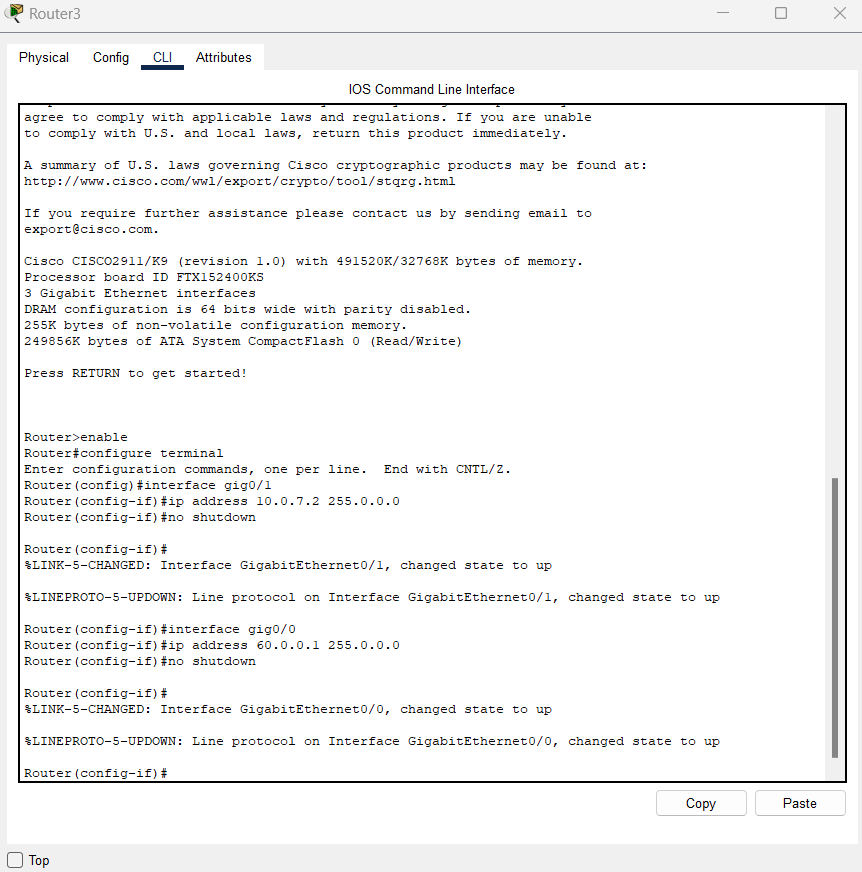 Router3
Physical Config CLI Attributes
IOS Command Line Interface
agree to comply with applicable laws and regulations. If you are unable
to comply with U.S. and local laws, return this product immediately.
A summary of U.S. laws governing Cisco cryptographic products may be found at:
http://www.cisco.com/wwl/export/crypto/tool/stqrg.html
If you require further assistance please contact us by sending email to
export@cisco.com.
Cisco CISCO2911/K9 (revision 1.0) with 491520K/32768K bytes of memory.
Processor board ID FTX152400KS
3 Gigabit Ethernet interfaces
DRAM configuration is 64 bits wide with parity disabled.
255K bytes of non-volatile configuration memory.
249856K bytes of ATA System CompactFlash 0 (Read/Write)
Press RETURN to get started!
Router>enable
Router#configure terminal
Enter configuration commands, one per line.  End with CNTL/Z.
Router(config)#interface gig0/1
Router(config-if)#ip address 10.0.7.2 255.0.0.0
Router(config-if)#no shutdown
Router(config-if)#
%LINK-5-CHANGED: Interface GigabitEthernet0/1, changed state to up
%LINEPROTO-5-UPDOWN: Line protocol on Interface GigabitEthernet0/1, changed state to up
Router(config-if)#interface gig0/0
Router(config-if)#ip address 60.0.0.1 255.0.0.0
Router(config-if)#no shutdown
Router(config-if)#
%LINK-5-CHANGED: Interface GigabitEthernet0/0, changed state to up
%LINEPROTO-5-UPDOWN: Line protocol on Interface GigabitEthernet0/0, changed state to up
Router(config-if)#
Copy Paste
Top